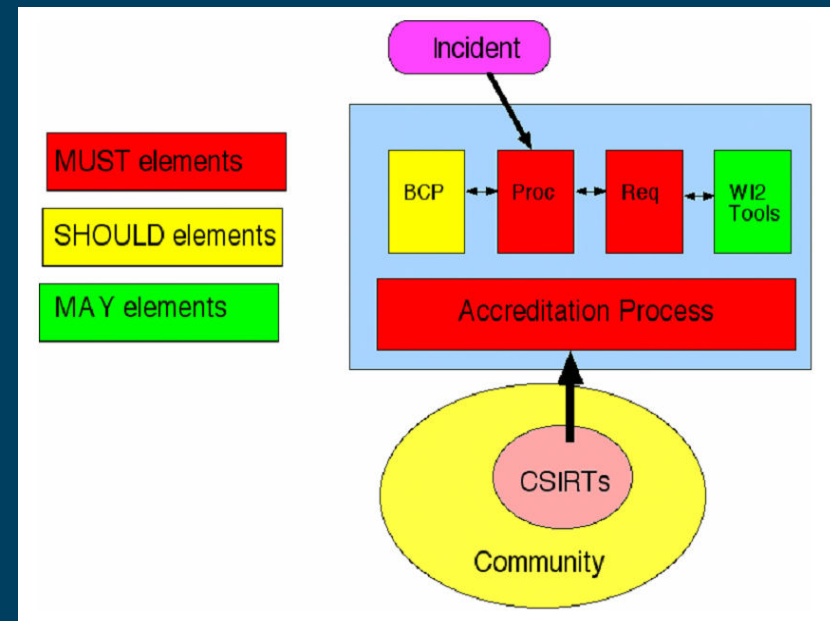 Incident
MUST elements
SHOULD elements
MAY elements
BCP
Proc
Req
WI2
Tools
Accreditation Process
CSIRTs
Community